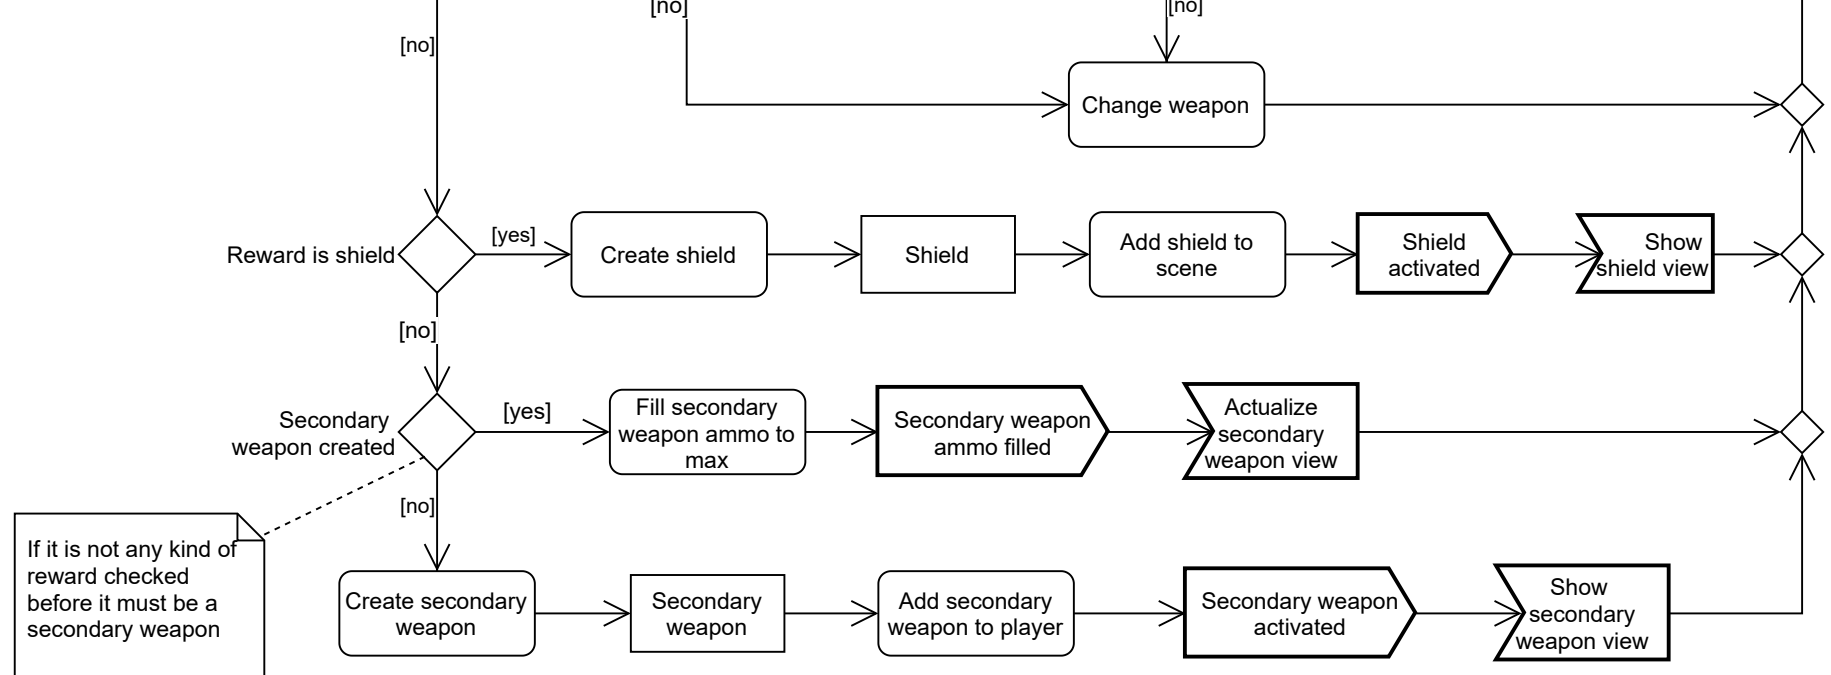 [no]
[no]
[no]
Change weapon
Reward is shield
[yes]
Create shield
Shield
Add shield to
scene
Shield
activated
Show
shield view
[no]
Secondary
weapon created
[yes]
Fill secondary
weapon ammo to
max
Secondary weapon
ammo filled
Actualize
secondary
weapon view
[no]
If it is not any kind of
reward checked
before it must be a
secondary weapon
Create secondary
weapon
Secondary
weapon
Add secondary
weapon to player
Secondary weapon
activated
Show
secondary
weapon view